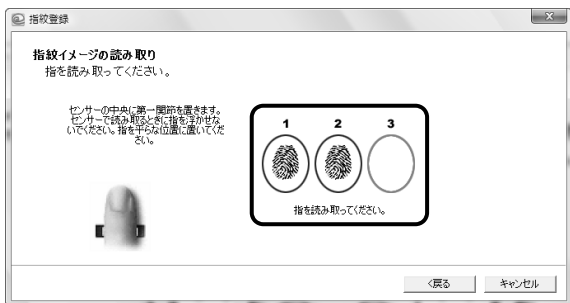 指紋登録
指紋イメージの読み取り
指を読み取ってください。
センサーの中央に第一関節を置きます。
センサーで読み取るときに指を浮かせな
いでください。指を平らな位置に置いてくだ
さい。
1 2 3
指を読み取ってください。
<戻る キャンセル